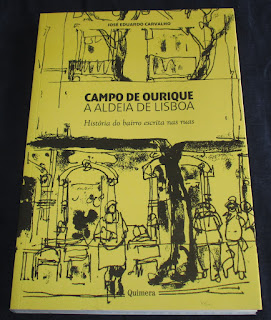 JOSÉ EDUARDO CARVALHO
CAMPO DE OURIQUE
A ALDEIA DE LISBOA
História do bairro escrita nas ruas
Quimera